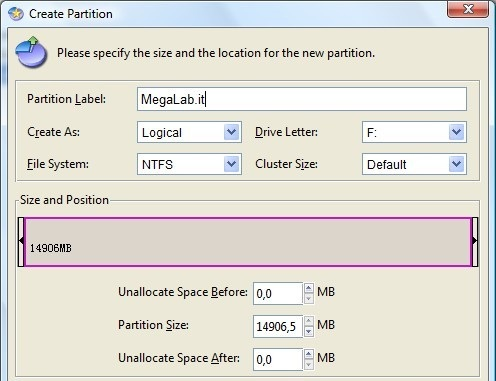 Create Partition
Please specify the size and the location for the new partition.
Partition Label: MegaLab.it
Create As: Logical Drive Letter: F:
File System: NTFS Cluster Size: Default
Size and Position
14906MB
Unallocate Space Before: 0,0 MB
Partition Size: 14906,5 MB
Unallocate Space After: 0,0 MB